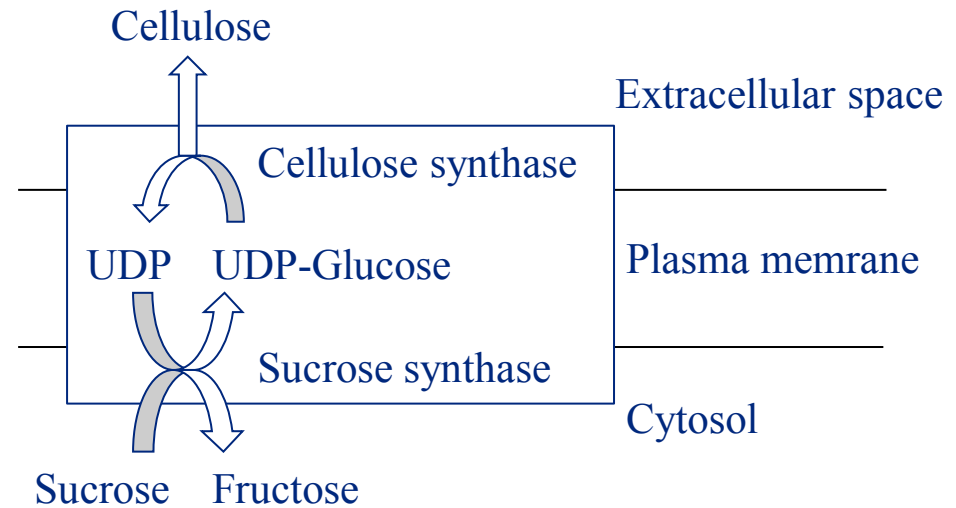 Cellulose
Extracellular space
Cellulose synthase
UDP UDP-Glucose
Plasma memrane
Sucrose synthase
Cytosol
Sucrose Fructose